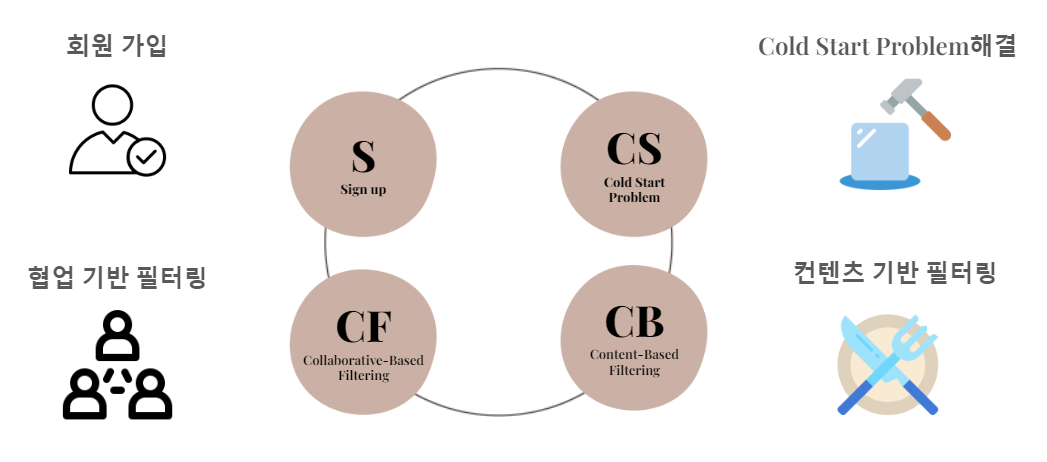 회원 가입
Cold Start Problem해결
S
Sign up
CS
Cold Start
Problem
협업 기반 필터링
컨텐츠 기반 필터링
CF
Collaborative-Based
Filtering
CB
Content-Based
Filtering